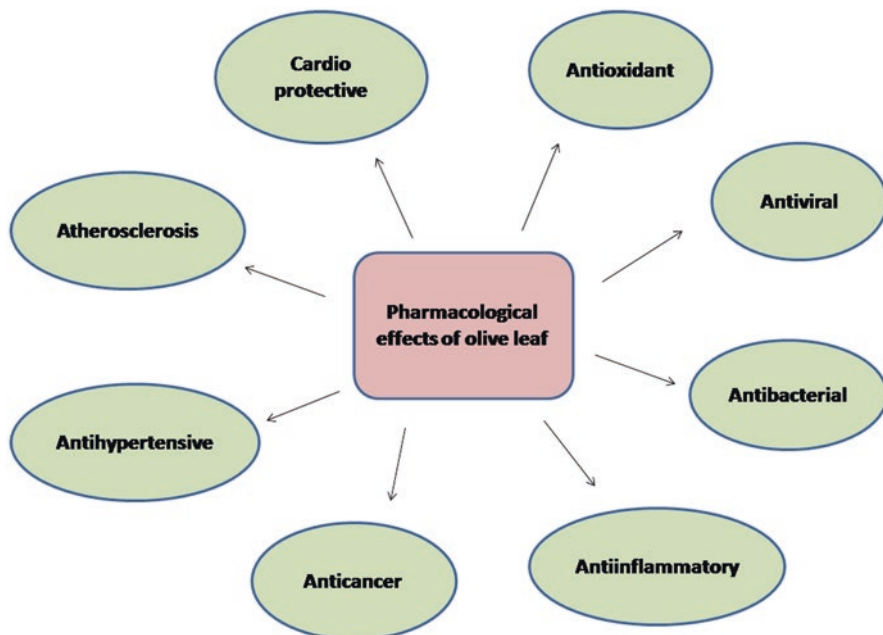 Cardio
protective
Antioxidant
Atherosclerosis
Antiviral
Pharmacological
effects of olive leaf
Antibacterial
Antihypertensive
Anticancer
Antiinflammatory